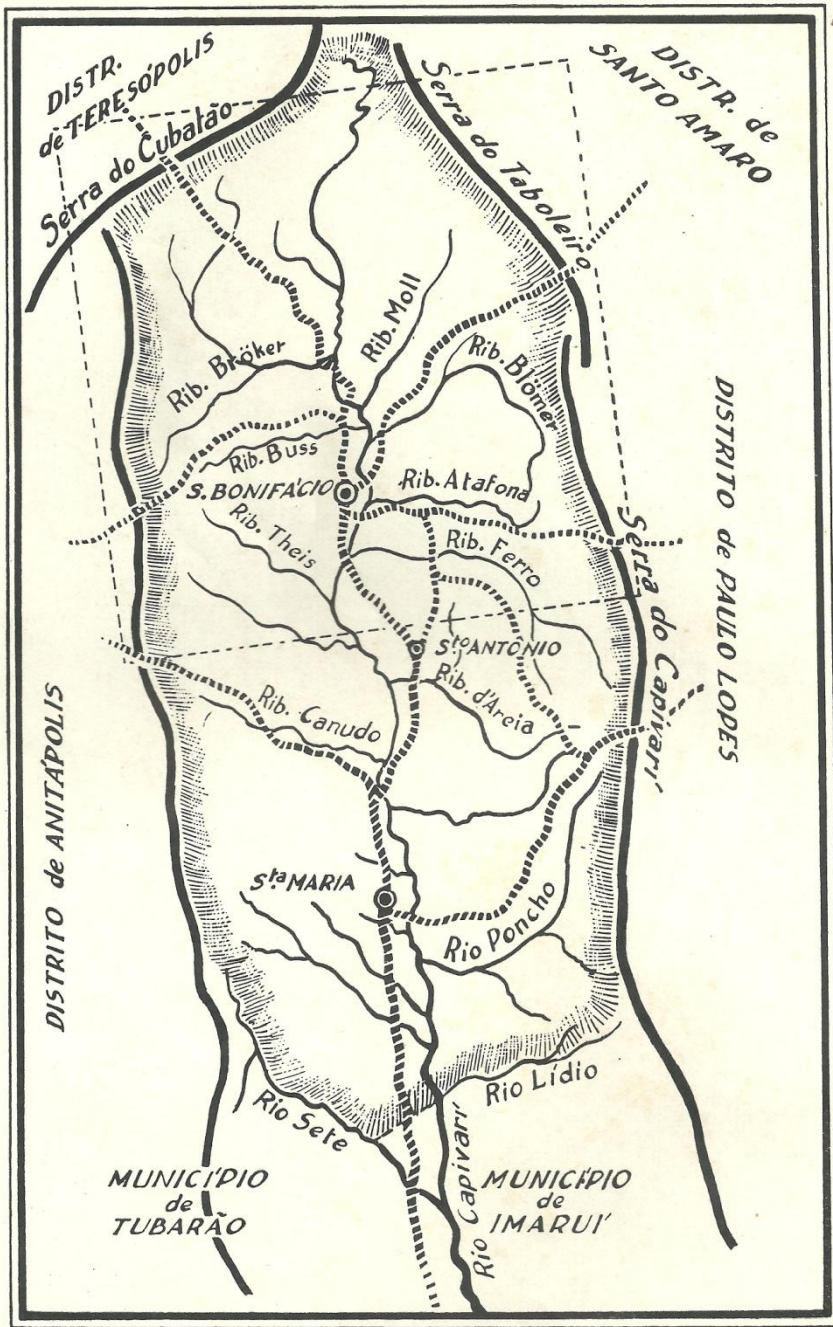 DISTR.
de TERESÓPOLIS
Serra do Cubatão
DISTR. de
SANTO AMARO
Serra do Taboleiro
Rib. Moll
Rib. Bröker
Rib. Blömer
Rib. Buss
S. BONIFÁCIO
Rib. Atafona
Rib. Theis
Rib. Ferro
DISTRITO de PAULO LOPES
Serra do Capivarí
Sto ANTÔNIO
Rib. d'Areia
Rib. Canudo
DISTRITO de ANITÁPOLIS
Sta MARIA
Rio Poncho
Rio Lídio
Rio Sete
Rio Capivarí
MUNICÍPIO
de
TUBARÃO
MUNICÍPIO
de
IMARUÍ